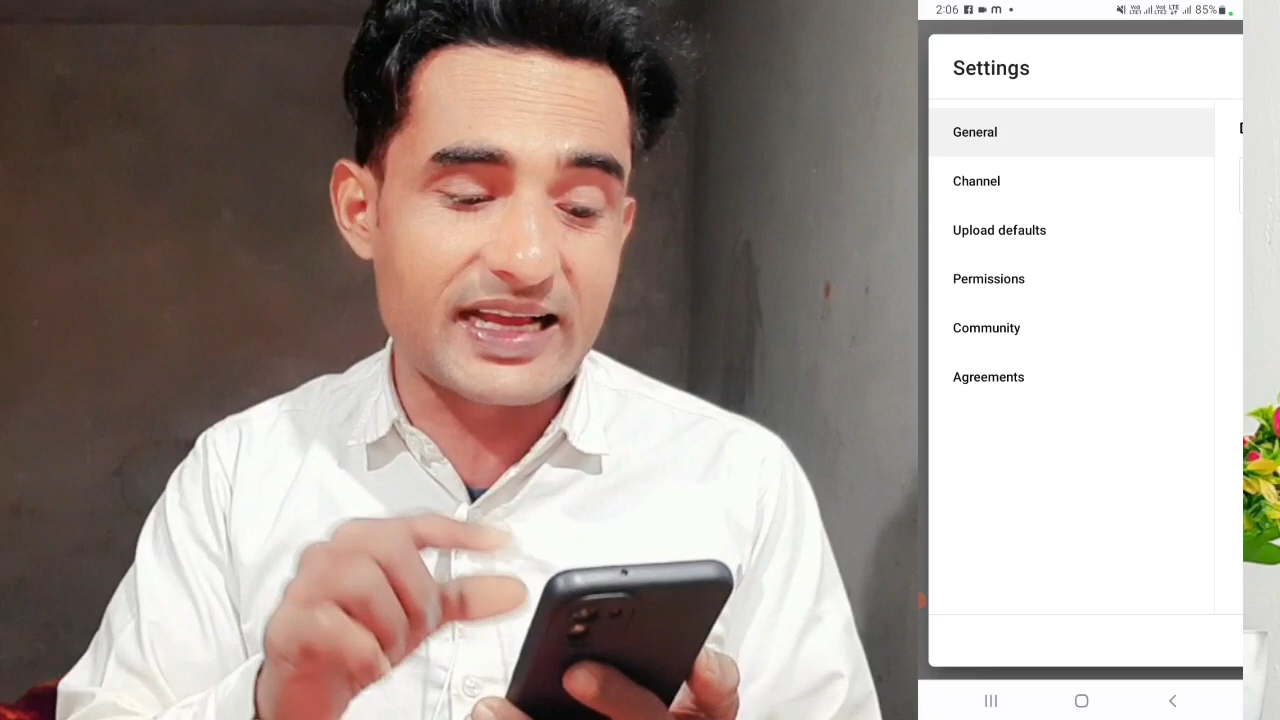 2:06 m 85%
Settings
General
Channel
Upload defaults
Permissions
Community
Agreements